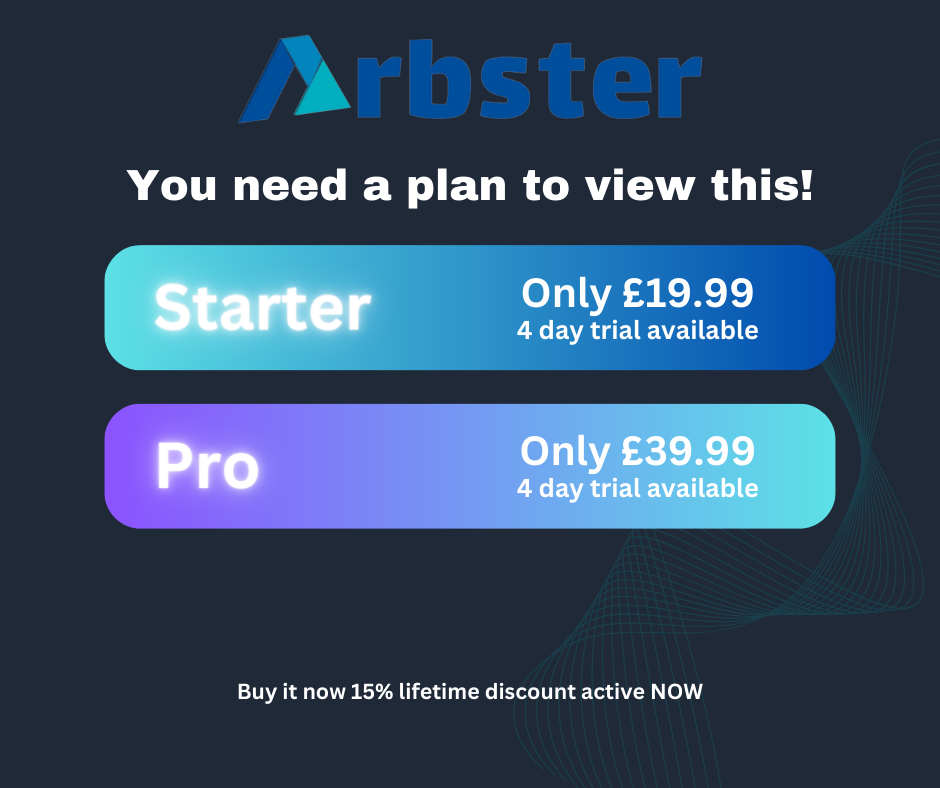 Arbster
You need a plan to view this!
Starter
Only £19.99
4 day trial available
Pro
Only £39.99
4 day trial available
Buy it now 15% lifetime discount active NOW